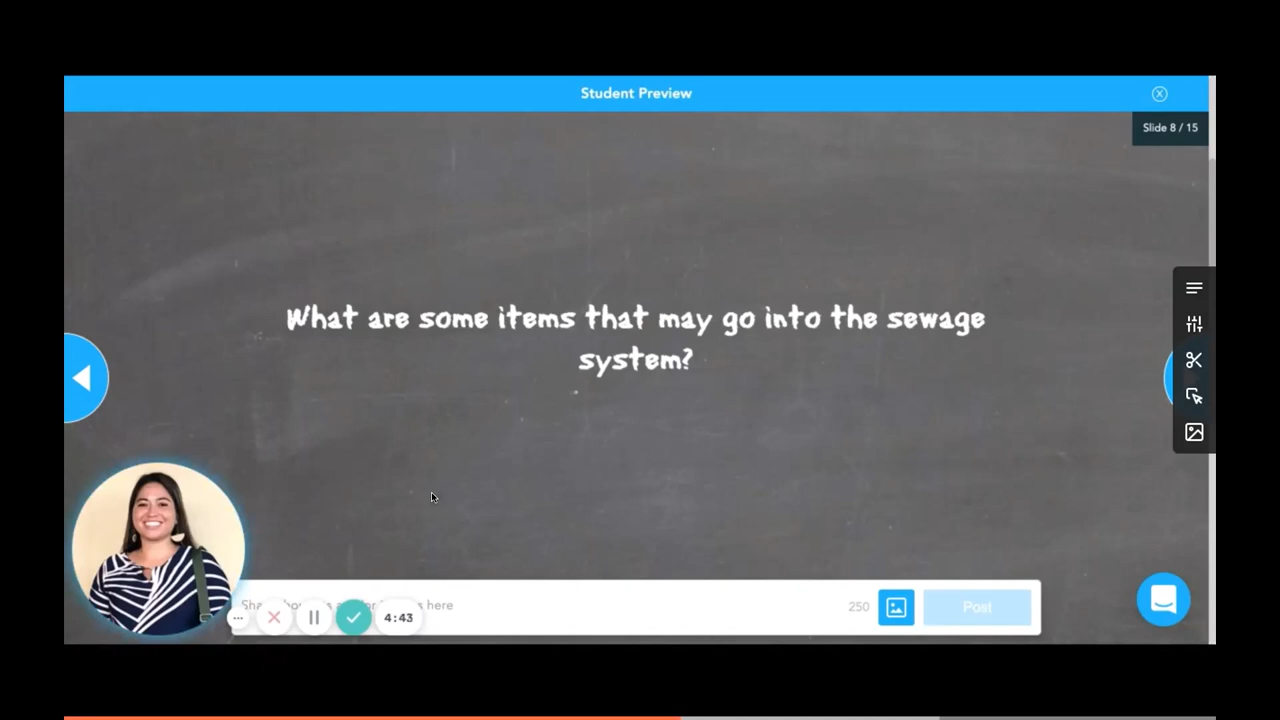 Student Preview
Slide 8 / 15
What are some items that may go into the sewage
system?
here
250
Post
4:43